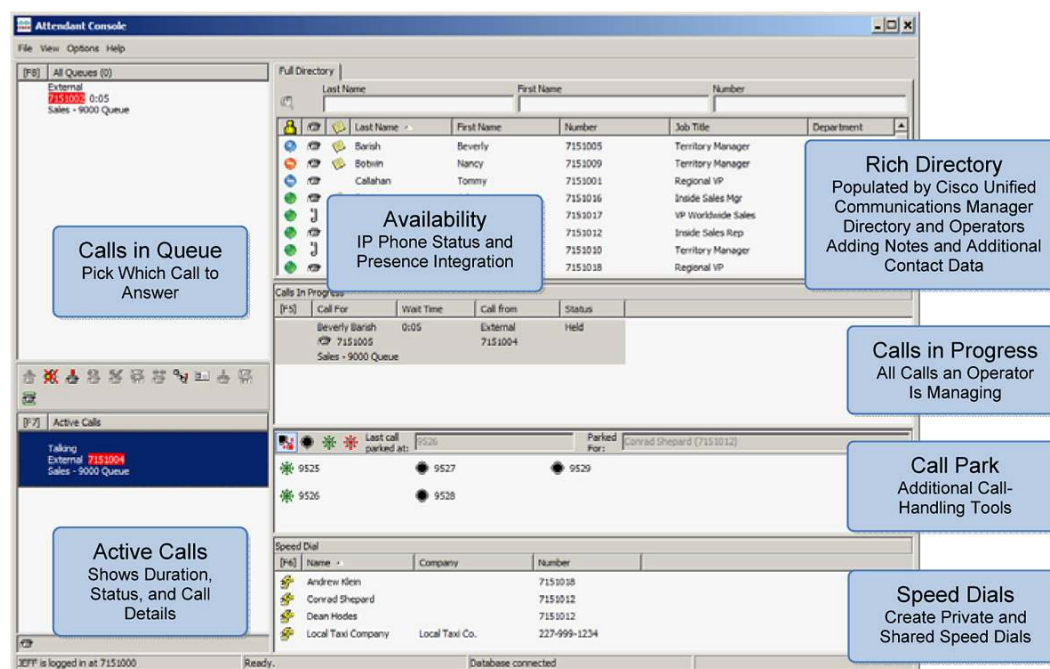 Attendant Console
File View Options Help
[F8] All Queues (0)
External
7151002 0:05
Sales - 9000 Queue
Calls in Queue
Pick Which Call to
Answer
[F7] Active Calls
Talking
External 7151004
Sales - 9000 Queue
Active Calls
Shows Duration,
Status, and Call
Details
Full Directory
Last Name First Name Number
Last Name First Name Number Job Title Department
Barish Beverly 7151005 Territory Manager
Botwin Nancy 7151009 Territory Manager
Callahan Tommy 7151001 Regional VP
7151016 Inside Sales Mgr
7151017 VP Worldwide Sales
7151012 Inside Sales Rep
7151010 Territory Manager
7151018 Regional VP
Availability
IP Phone Status and
Presence Integration
Rich Directory
Populated by Cisco Unified
Communications Manager
Directory and Operators
Adding Notes and Additional
Contact Data
Calls In Progress
[F5] Call For Wait Time Call from Status
Beverly Barish 0:05 External Held
7151005 7151004
Sales - 9000 Queue
Calls in Progress
All Calls an Operator
Is Managing
Last call
parked at: 9526 Parked
For: Conrad Shepard (7151012)
9525 9527 9529
9526 9528
Call Park
Additional Call-
Handling Tools
Speed Dial
[F6] Name Company Number
Andrew Klein 7151018
Conrad Shepard 7151012
Dean Hodes 7151012
Local Taxi Company Local Taxi Co. 227-999-1234
Speed Dials
Create Private and
Shared Speed Dials
JEFF is logged in at 7151000 Ready. Database connected